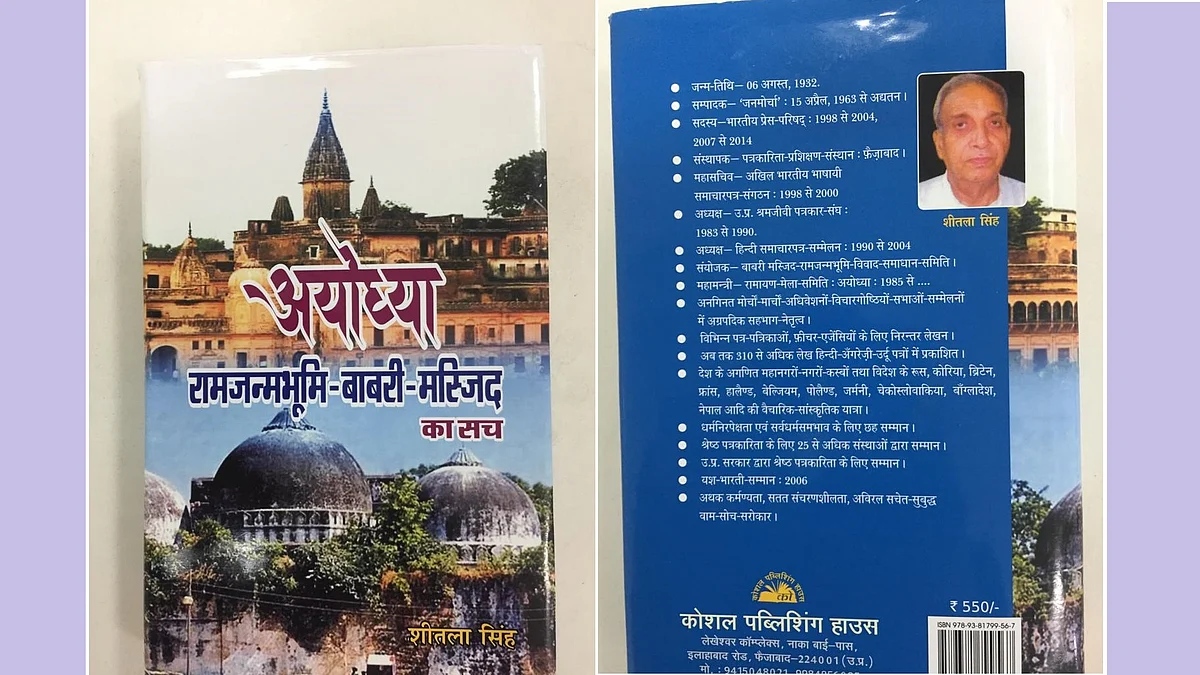 अयोध्या
रामजन्मभूमि-बाबरी-मस्जिद
का सच
शीतला सिंह
जन्म-तिथि– 06 अगस्त, 1932.
सम्पादक– ‘जनमोर्चा’ : 15 अप्रैल, 1963 से अद्यतन।
सदस्य–भारतीय प्रेस-परिषद् : 1998 से 2004,
2007 से 2014
संस्थापक– पत्रकारिता-प्रशिक्षण-संस्थान : फ़ैज़ाबाद।
महासचिव– अखिल भारतीय भाषायी
समाचारपत्र-संगठन : 1998 से 2000
अध्यक्ष– उ.प्र. श्रमजीवी पत्रकार-संघ :
1983 से 1990.
अध्यक्ष– हिन्दी समाचारपत्र-सम्मेलन : 1990 से 2004
संयोजक– बाबरी मस्जिद-रामजन्मभूमि-विवाद-समाधान-समिति।
महामन्त्री– रामायण-मेला-समिति : अयोध्या : 1985 से ....
अनगिनत मोर्चो-मार्चो-अधिवेशनों-विचारगोष्ठियों-सभाओं-सम्मेलनों
में अग्रपदिक सहभाग-नेतृत्व।
विभिन्न पत्र-पत्रिकाओं, फ़ीचर-एजेंसियों के लिए निरन्तर लेखन।
अब तक 310 से अधिक लेख हिन्दी-अँगरेज़ी-उर्दू पत्रों में प्रकाशित।
देश के अगणित महानगरों-नगरों-कस्बों तथा विदेश के रूस, कोरिया, ब्रिटेन,
फ्रांस, हालैण्ड, बेल्जियम, पोलैण्ड, जर्मनी, चेकोस्लोवाकिया, बाँग्लादेश,
नेपाल आदि की वैचारिक-सांस्कृतिक यात्रा।
धर्मनिरपेक्षता एवं सर्वधर्मसमभाव के लिए छह सम्मान।
श्रेष्ठ पत्रकारिता के लिए 25 से अधिक संस्थाओं द्वारा सम्मान।
उ.प्र. सरकार द्वारा श्रेष्ठ पत्रकारिता के लिए सम्मान।
यश-भारती-सम्मान : 2006
अथक कर्मण्यता, सतत संचरणशीलता, अविरल सचेत-सुबुद्ध
वाम-सोच-सरोकार।
शीतला सिंह
कोशल पब्लिशिंग हाउस
को
कोशल पब्लिशिंग हाउस
लेखेश्वर कॉम्प्लेक्स, नाका बाई–पास,
इलाहाबाद रोड, फैजाबाद–224001 (उ.प्र.)
मो. : 9415048021,
₹ 550/-
ISBN 978-93-81799-56-7